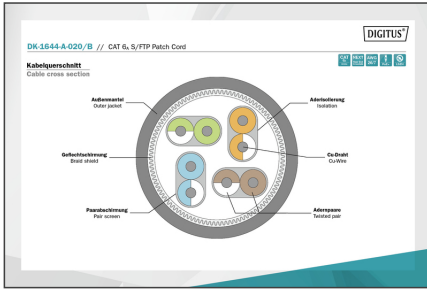 DIGITUS®
DK-1644-A-020/B // CAT 6A S/FTP Patch Cord
Kabelquerschnitt
Cable cross section
Außenmantel
Outer jacket
Geflechtschirmung
Braid shield
Paarabschirmung
Pair screen
Aderisolierung
Isolation
Cu-Draht
Cu-Wire
Aderspaare
Twisted pair